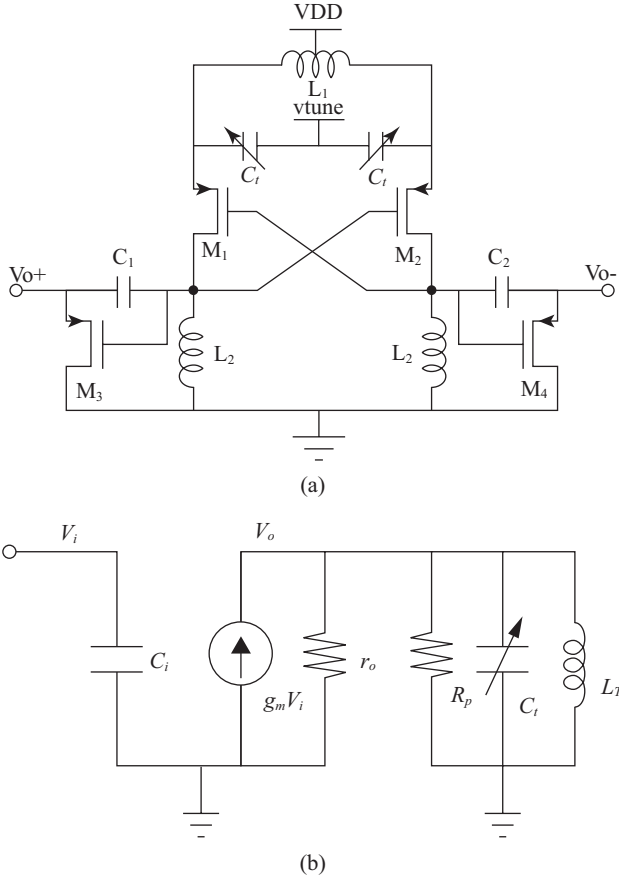 VDD
L₁
vtune
Cₜ Cₜ
M₁ M₂
C₁ C₂
Vo+ Vo-
L₂ L₂
M₃ M₄
(a)
Vᵢ Vₒ
Cᵢ rₒ
gₘVᵢ Rₚ Cₜ
(b)